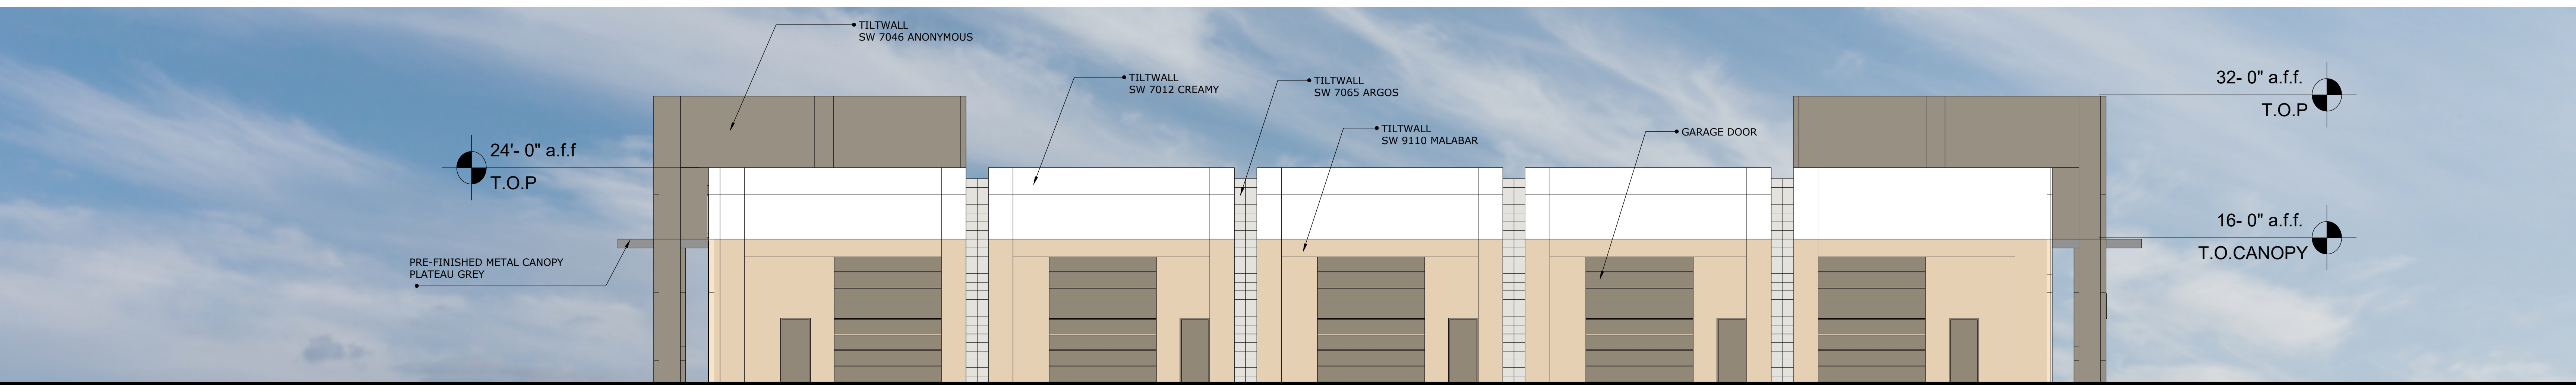 TILTWALL
SW 7046 ANONYMOUS
TILTWALL
SW 7012 CREAMY
TILTWALL
SW 7065 ARGOS
TILTWALL
SW 9110 MALABAR
GARAGE DOOR
32- 0" a.f.f.
T.O.P
24'- 0" a.f.f
T.O.P
16- 0" a.f.f.
T.O.CANOPY
PRE-FINISHED METAL CANOPY
PLATEAU GREY